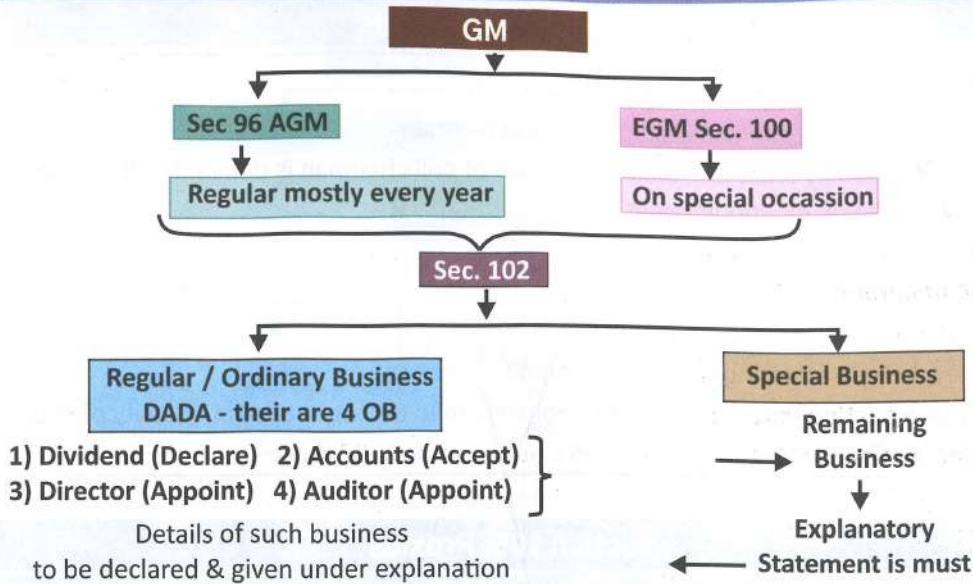 GM
Sec 96 AGM
EGM Sec. 100
Regular mostly every year
On special occassion
Sec. 102
Regular / Ordinary Business
DADA - their are 4 OB
Special Business
1) Dividend (Declare) 2) Accounts (Accept)
3) Director (Appoint) 4) Auditor (Appoint)
Remaining
Business
Explanatory
Statement is must
Details of such business
to be declared & given under explanation